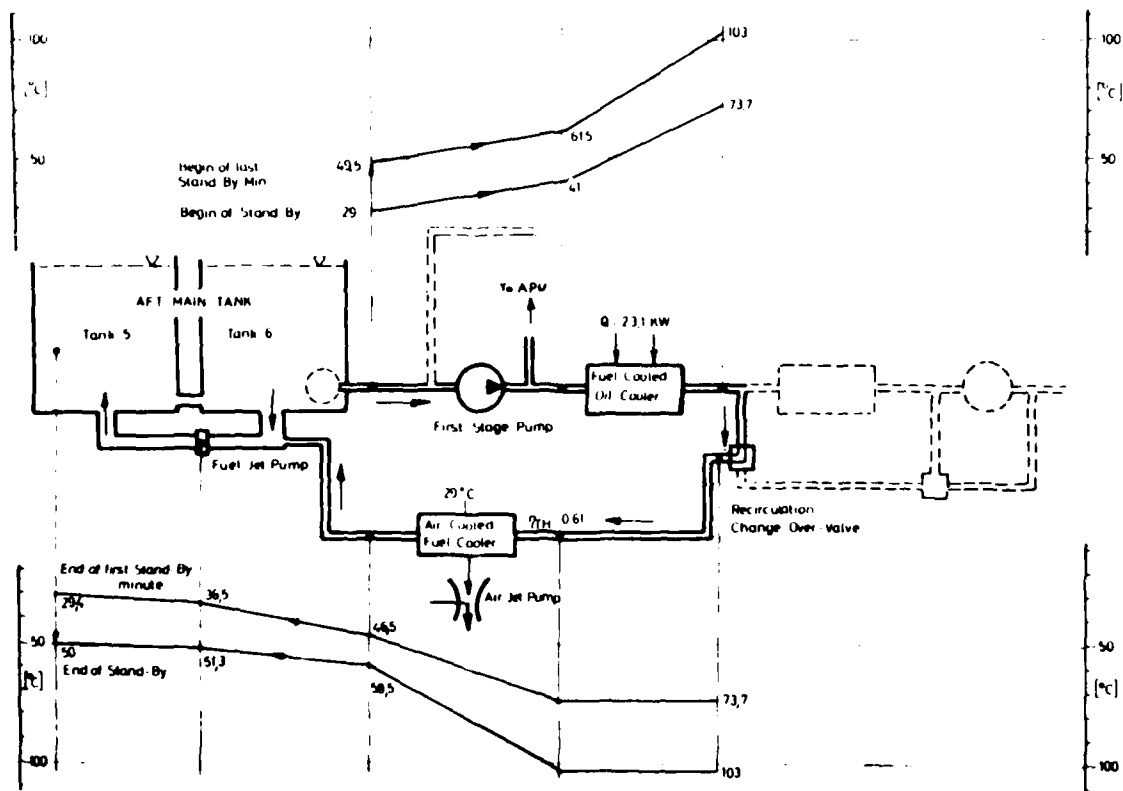 100
[°C]
50
103
73,7
61,5
41
49,5
29
Begin of last
Stand By Min
Begin of Stand By
100
[°C]
50
AFT MAIN TANK
Tank 5
Tank 6
To APU
Q 23,1 KW
Fuel Cooled
Oil Cooler
First Stage Pump
Fuel Jet Pump
29°C
Air Cooled
Fuel Cooler
ηTH 0.61
Recirculation
Change Over-Valve
Air Jet Pump
End of first Stand-By
minute
29,4
36,5
46,5
73,7
50
51,3
58,5
103
End of Stand-By
50
[°C]
100
50
[°C]
100